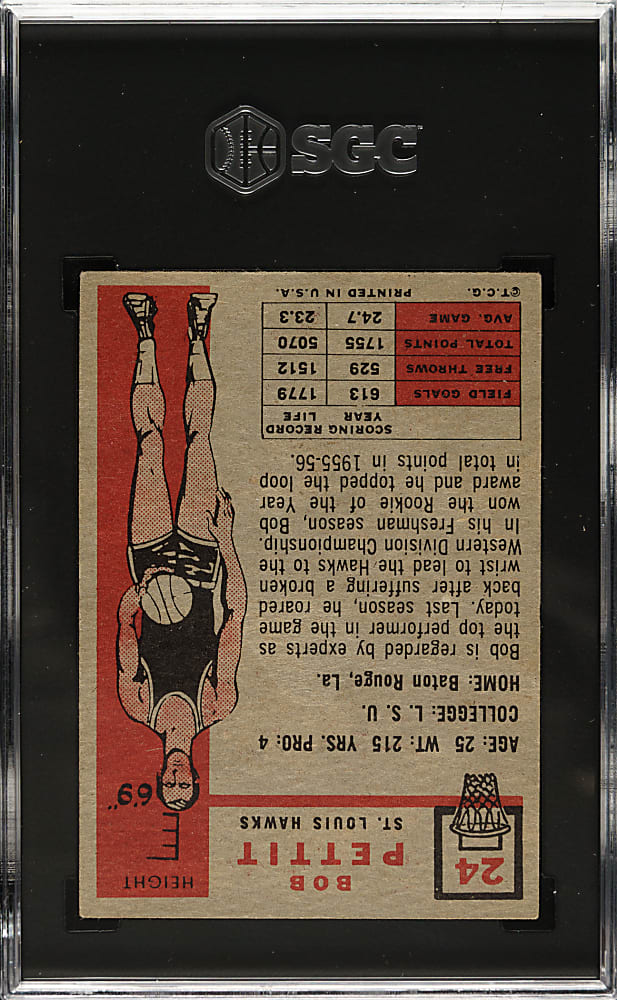 SGC
24
BOB
PETTIT
ST. LOUIS HAWKS
HEIGHT
6'9"
AGE: 25 WT: 215 YRS. PRO: 4
COLLEGGE: L. S. U.
HOME: Baton Rouge, La.
Bob is regarded by experts as
the top performer in the game
today. Last season, he roared
back after suffering a broken
wrist to lead the Hawks to the
Western Division Championship.
In his Freshman season, Bob,
won the Rookie of the Year
award and he topped the loop
in total points in 1955-56.
SCORING RECORD YEAR LIFE
FIELD GOALS 613 1779
FREE THROWS 529 1512
TOTAL POINTS 1755 5070
AVG. GAME 24.7 23.3
©T.C.G. PRINTED IN U.S.A.